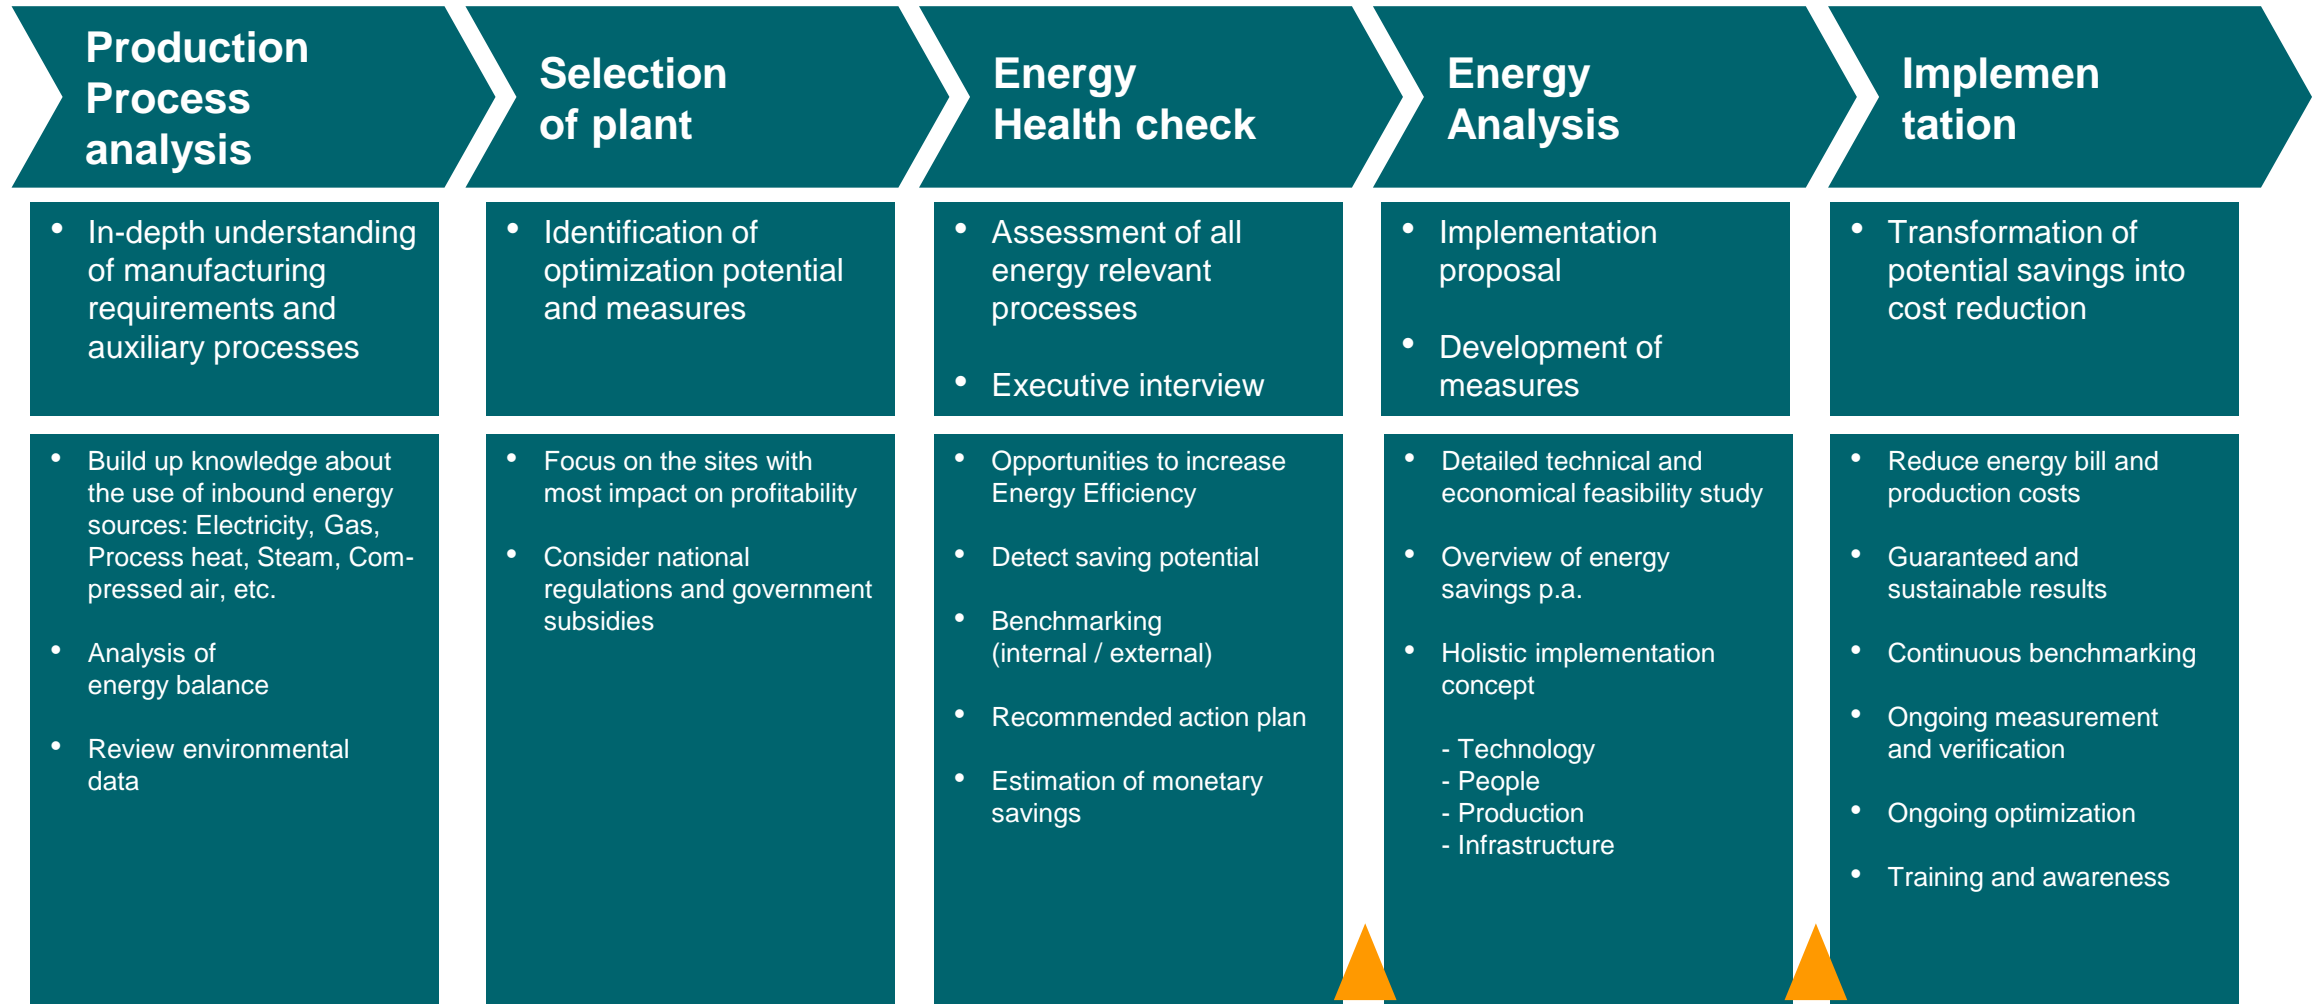 Production
Process
analysis
Selection
of plant
Energy
Health check
Energy
Analysis
Implemen
tation
• In-depth understanding
of manufacturing
requirements and
auxiliary processes
• Identification of
optimization potential
and measures
• Assessment of all
energy relevant
processes
• Executive interview
• Implementation
proposal
• Development of
measures
• Transformation of
potential savings into
cost reduction
• Build up knowledge about
the use of inbound energy
sources: Electricity, Gas,
Process heat, Steam, Com-
pressed air, etc.
• Analysis of
energy balance
• Review environmental
data
• Focus on the sites with
most impact on profitability
• Consider national
regulations and government
subsidies
• Opportunities to increase
Energy Efficiency
• Detect saving potential
• Benchmarking
(internal / external)
• Recommended action plan
• Estimation of monetary
savings
• Detailed technical and
economical feasibility study
• Overview of energy
savings p.a.
• Holistic implementation
concept
- Technology
- People
- Production
- Infrastructure
• Reduce energy bill and
production costs
• Guaranteed and
sustainable results
• Continuous benchmarking
• Ongoing measurement
and verification
• Ongoing optimization
• Training and awareness